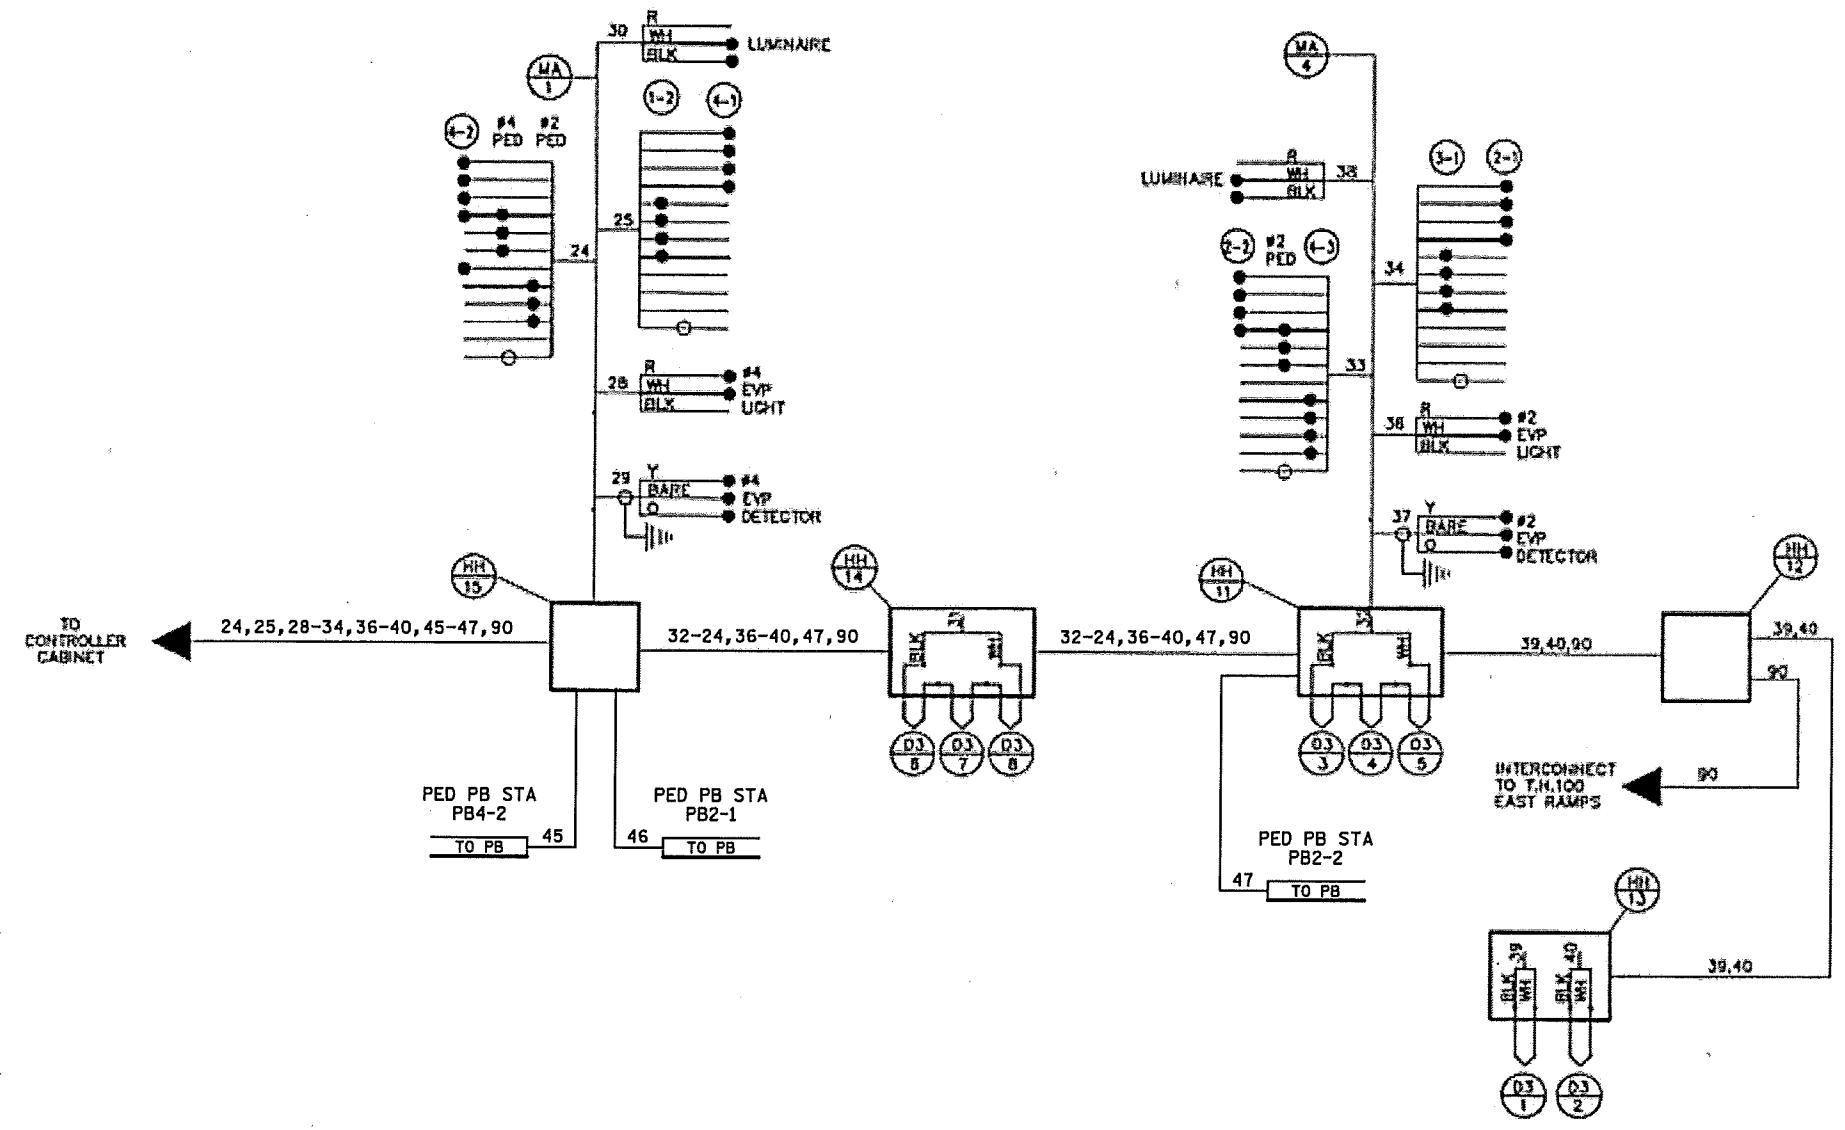 R
30 WH LUMINAIRE
BLK
MA
1
MA
4
1-2 4-1
4-2 #4 #2
PED PED
3-1 2-1
R
LUMINAIRE WH 38
BLK
25
24
2-2 #2 4-3
PED
34
33
R #4
28 WH EVP
BLK LIGHT
R #2
36 WH EVP
BLK LIGHT
29 Y #4
BARE EVP
O DETECTOR
37 Y #2
BARE EVP
O DETECTOR
HH
15
HH
14
HH
11
HH
12
TO
CONTROLLER
CABINET
24,25,28-34,36-40,45-47,90
32-24,36-40,47,90
BLK WH
32-24,36-40,47,90
BLK WH
39,40,90
39,40
90
D3
6
D3
7
D3
8
D3
3
D3
4
D3
5
INTERCONNECT
TO T.H.100
EAST RAMPS
90
PED PB STA
PB4-2
TO PB 45
PED PB STA
PB2-1
46 TO PB
PED PB STA
PB2-2
47 TO PB
HH
13
39 40
BLK WH BLK WH
39,40
D3
1
D3
2